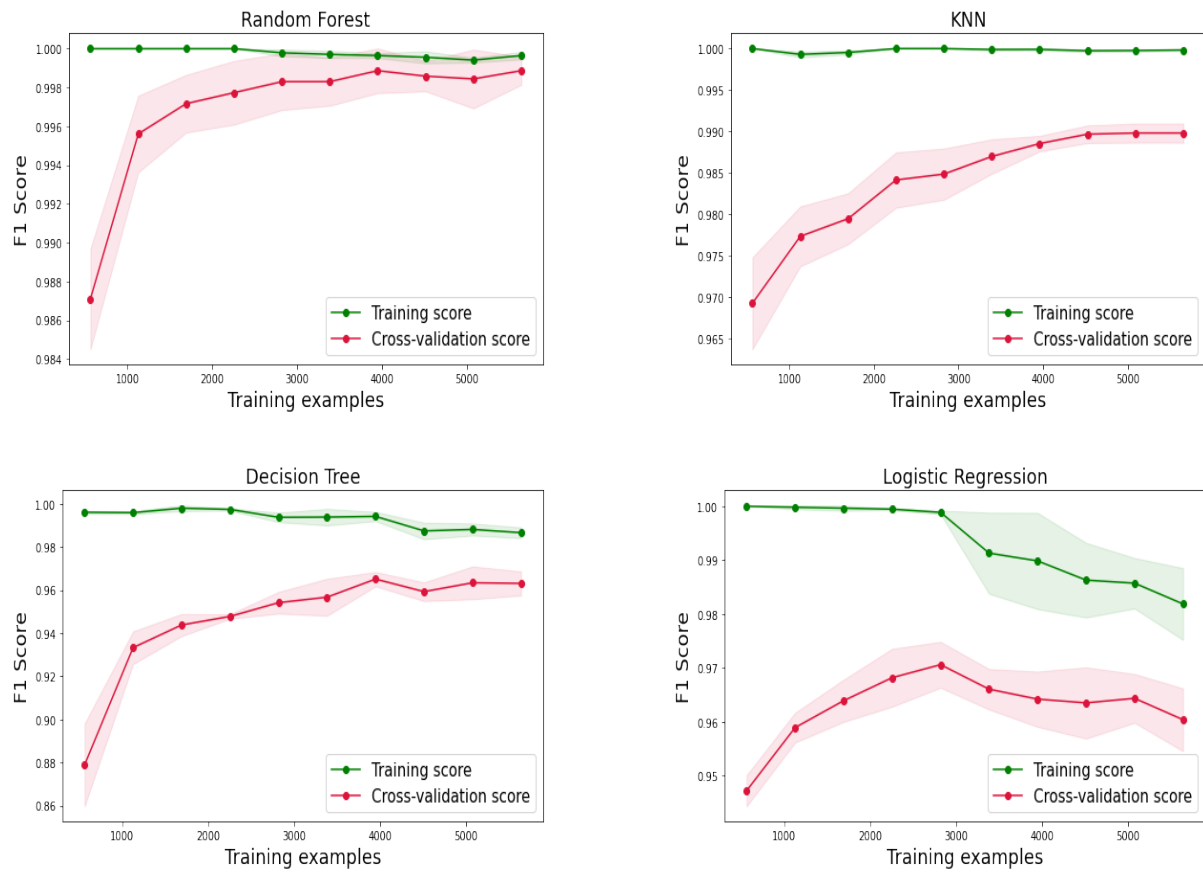 Random Forest
1.000
0.998
0.996
0.994
0.992
0.990
0.988
0.986
0.984
F1 Score
1000 2000 3000 4000 5000
Training examples
Training score
Cross-validation score
KNN
1.000
0.995
0.990
0.985
0.980
0.975
0.970
0.965
F1 Score
1000 2000 3000 4000 5000
Training examples
Training score
Cross-validation score
Decision Tree
1.00
0.98
0.96
0.94
0.92
0.90
0.88
0.86
F1 Score
1000 2000 3000 4000 5000
Training examples
Training score
Cross-validation score
Logistic Regression
1.00
0.99
0.98
0.97
0.96
0.95
F1 Score
1000 2000 3000 4000 5000
Training examples
Training score
Cross-validation score